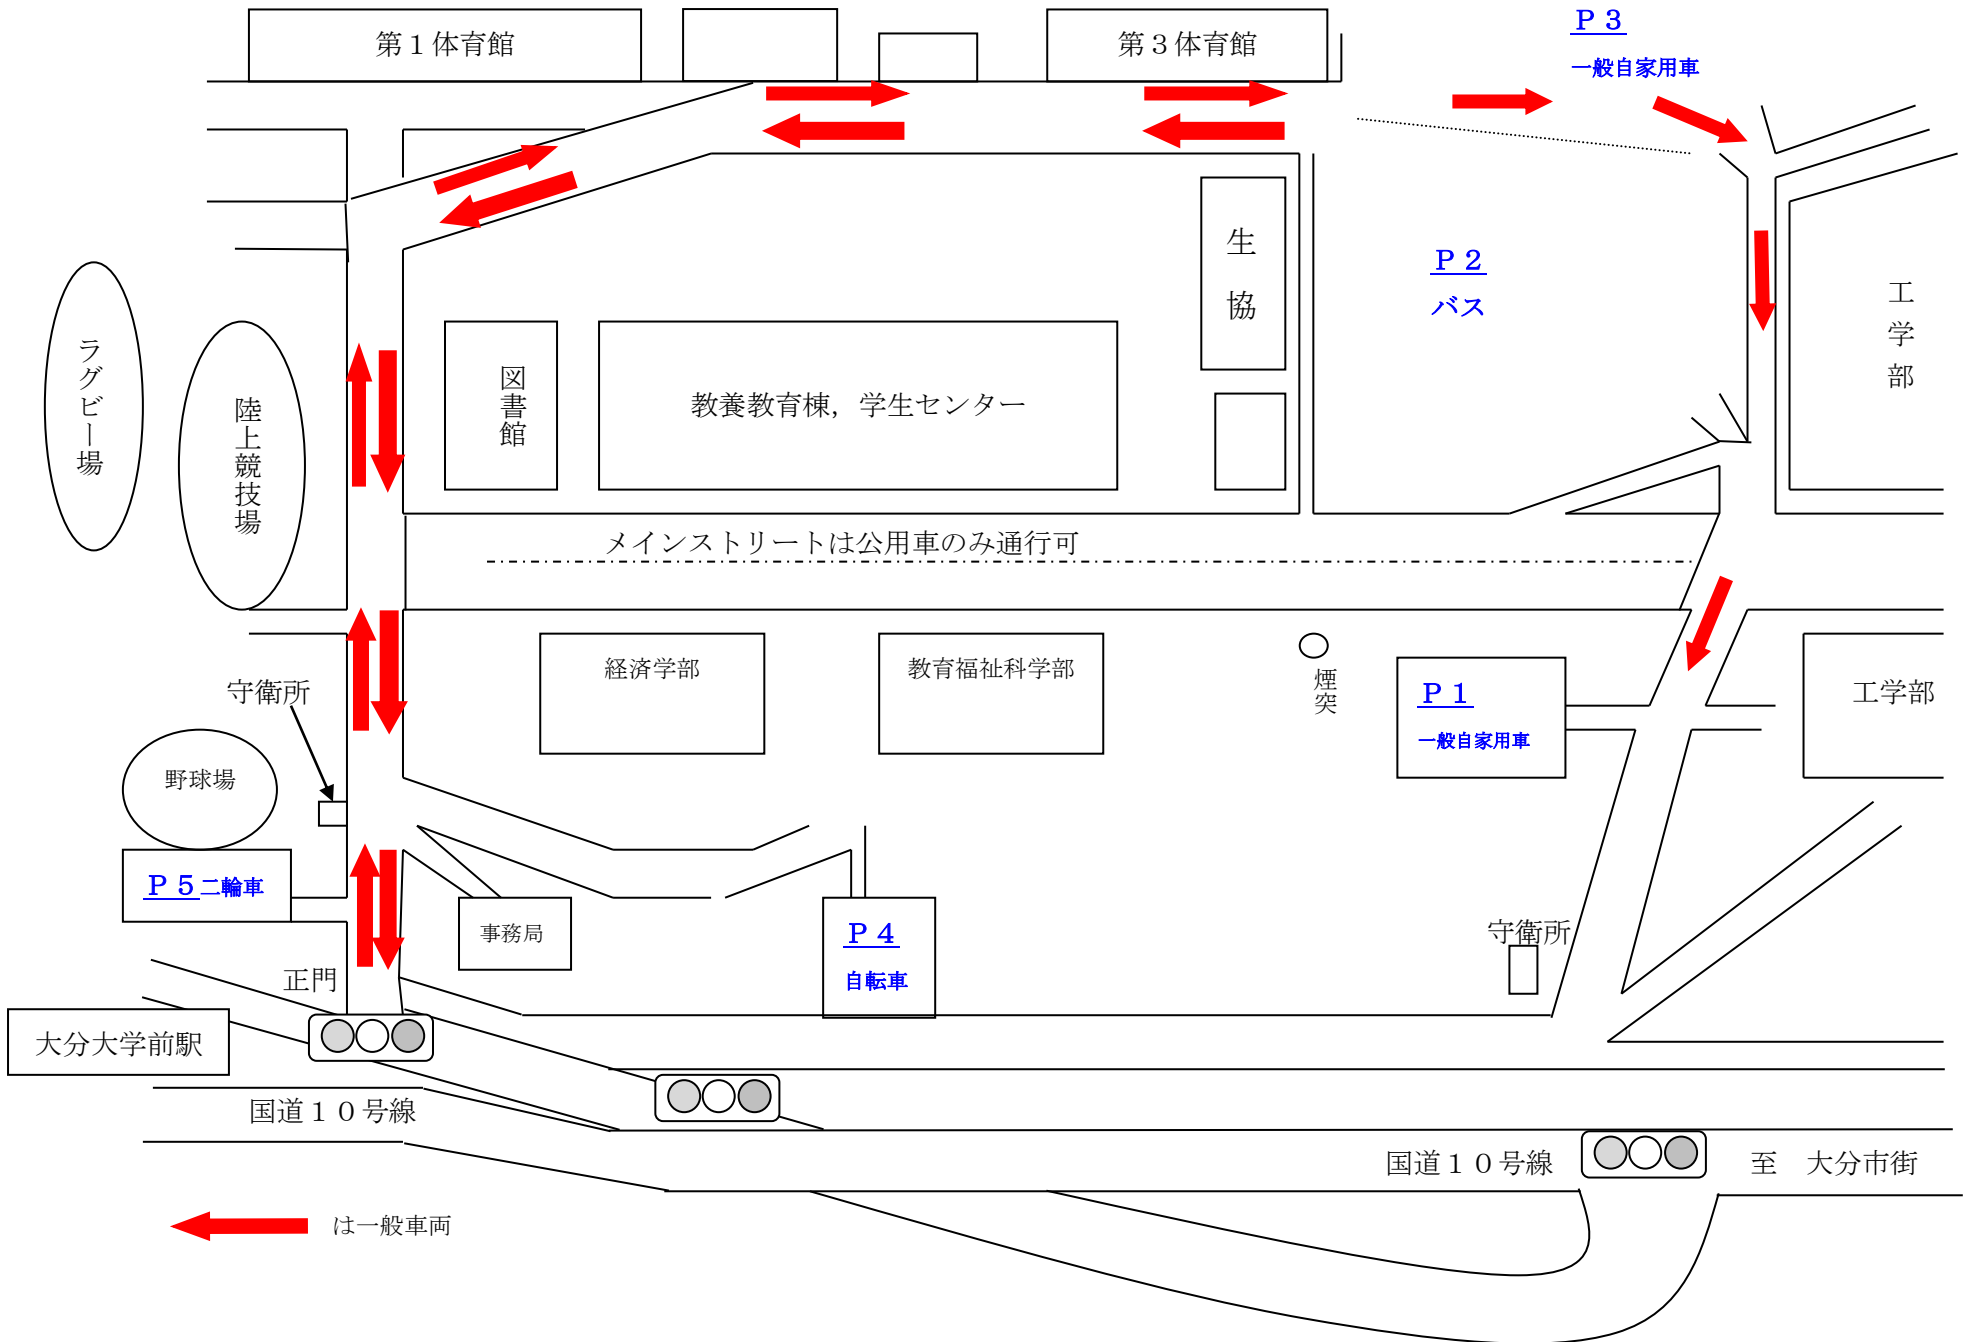 第１体育館
第３体育館
Ｐ３
一般自家用車
生協
Ｐ２
バス
工学部
ラグビー場
陸上競技場
図書館
教養教育棟，学生センター
メインストリートは公用車のみ通行可
経済学部
教育福祉科学部
煙突
Ｐ１
一般自家用車
工学部
守衛所
野球場
Ｐ５二輪車
事務局
Ｐ４
自転車
守衛所
正門
大分大学前駅
国道１０号線
国道１０号線
至　大分市街
は一般車両